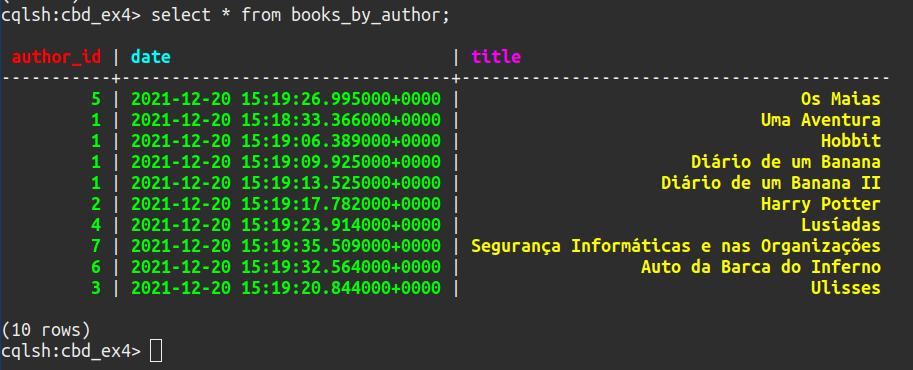 cqlsh:cbd_ex4> select * from books_by_author;
author_id | date | title
-----------+---------------------------------+------------------------------------------
5 | 2021-12-20 15:19:26.995000+0000 | Os Maias
1 | 2021-12-20 15:18:33.366000+0000 | Uma Aventura
1 | 2021-12-20 15:19:06.389000+0000 | Hobbit
1 | 2021-12-20 15:19:09.925000+0000 | Diário de um Banana
1 | 2021-12-20 15:19:13.525000+0000 | Diário de um Banana II
2 | 2021-12-20 15:19:17.782000+0000 | Harry Potter
4 | 2021-12-20 15:19:23.914000+0000 | Lusíadas
7 | 2021-12-20 15:19:35.509000+0000 | Segurança Informáticas e nas Organizações
6 | 2021-12-20 15:19:32.564000+0000 | Auto da Barca do Inferno
3 | 2021-12-20 15:19:20.844000+0000 | Ulisses
(10 rows)
cqlsh:cbd_ex4>